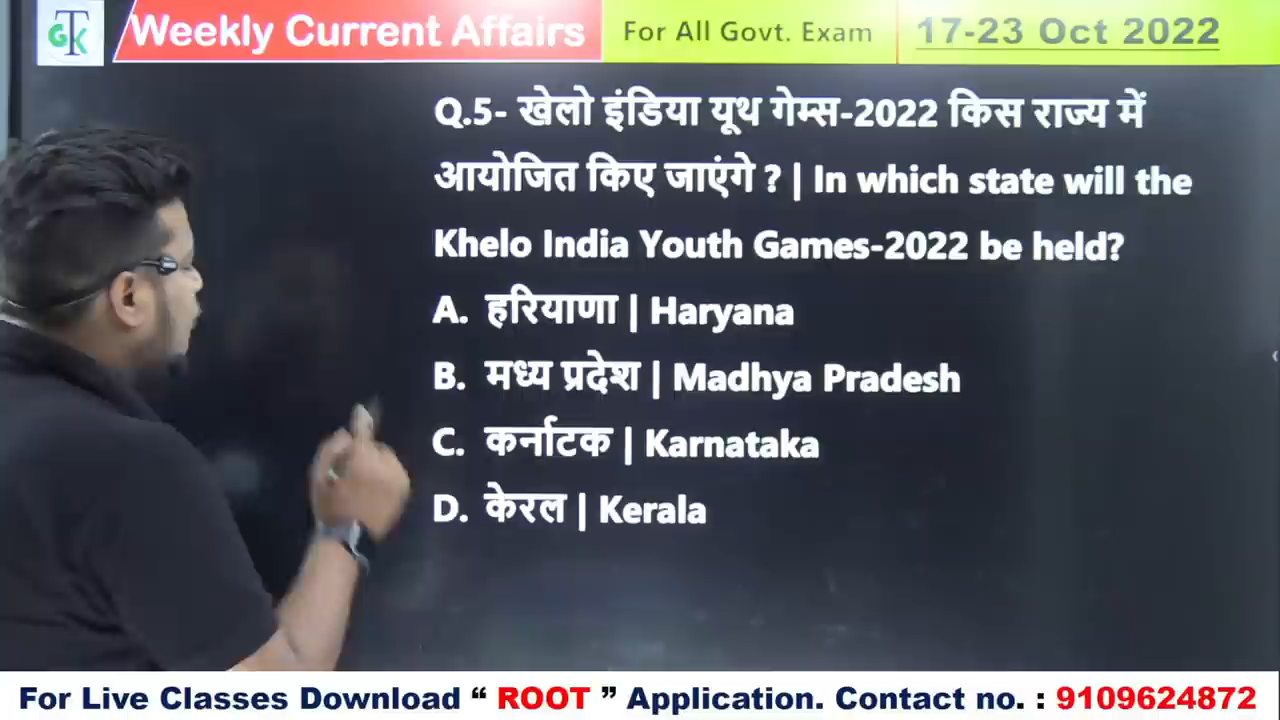 GTK
Weekly Current Affairs
For All Govt. Exam
17-23 Oct 2022
Q.5- खेलो इंडिया यूथ गेम्स-2022 किस राज्य में
आयोजित किए जाएंगे ? | In which state will the
Khelo India Youth Games-2022 be held?
A. हरियाणा | Haryana
B. मध्य प्रदेश | Madhya Pradesh
C. कर्नाटक | Karnataka
D. केरल | Kerala
For Live Classes Download “ ROOT ” Application. Contact no. : 9109624872